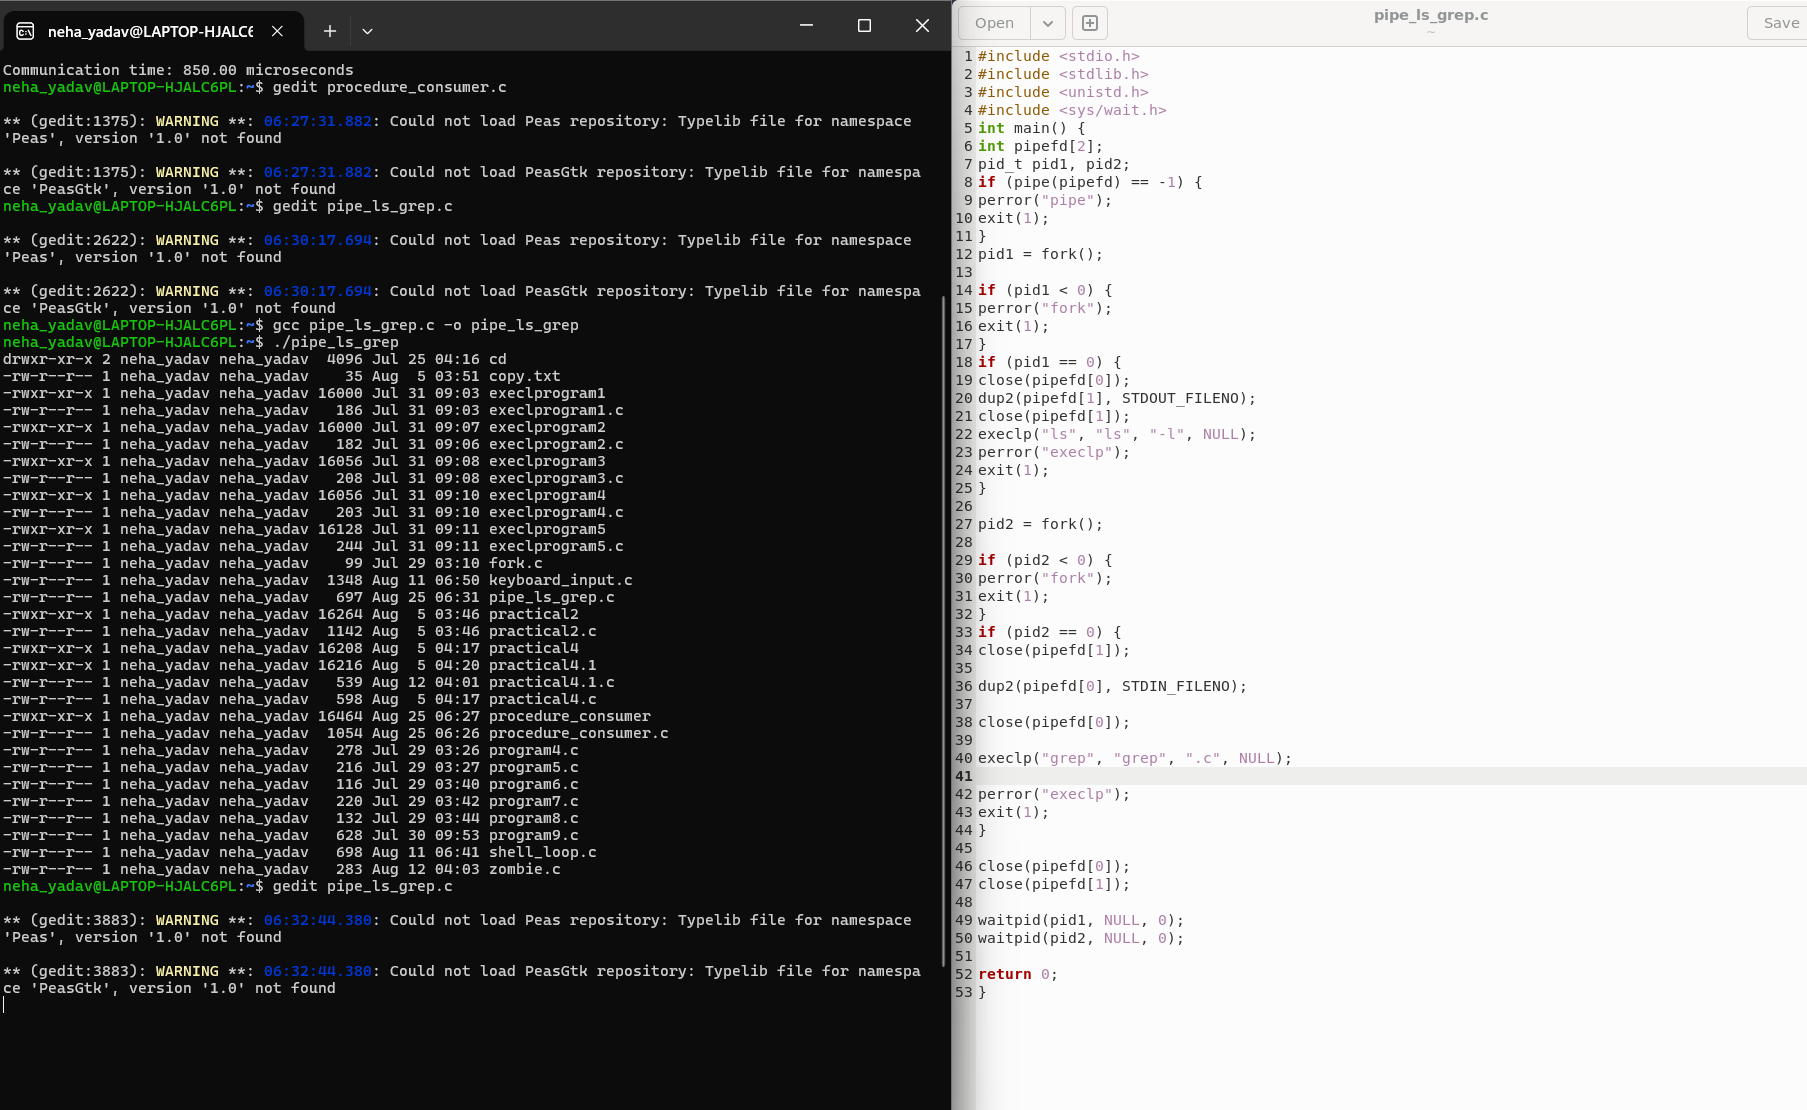 neha_yadav@LAPTOP-HJALC6
Communication time: 850.00 microseconds
neha_yadav@LAPTOP-HJALC6PL:~$ gedit procedure_consumer.c
** (gedit:1375): WARNING **: 06:27:31.882: Could not load Peas repository: Typelib file for namespace
'Peas', version '1.0' not found
** (gedit:1375): WARNING **: 06:27:31.882: Could not load PeasGtk repository: Typelib file for namespa
ce 'PeasGtk', version '1.0' not found
neha_yadav@LAPTOP-HJALC6PL:~$ gedit pipe_ls_grep.c
** (gedit:2622): WARNING **: 06:30:17.694: Could not load Peas repository: Typelib file for namespace
'Peas', version '1.0' not found
** (gedit:2622): WARNING **: 06:30:17.694: Could not load PeasGtk repository: Typelib file for namespa
ce 'PeasGtk', version '1.0' not found
neha_yadav@LAPTOP-HJALC6PL:~$ gcc pipe_ls_grep.c -o pipe_ls_grep
neha_yadav@LAPTOP-HJALC6PL:~$ ./pipe_ls_grep
drwxr-xr-x 2 neha_yadav neha_yadav  4096 Jul 25 04:16 cd
-rw-r--r-- 1 neha_yadav neha_yadav    35 Aug  5 03:51 copy.txt
-rwxr-xr-x 1 neha_yadav neha_yadav 16000 Jul 31 09:03 execlprogram1
-rw-r--r-- 1 neha_yadav neha_yadav   186 Jul 31 09:03 execlprogram1.c
-rwxr-xr-x 1 neha_yadav neha_yadav 16000 Jul 31 09:07 execlprogram2
-rw-r--r-- 1 neha_yadav neha_yadav   182 Jul 31 09:06 execlprogram2.c
-rwxr-xr-x 1 neha_yadav neha_yadav 16056 Jul 31 09:08 execlprogram3
-rw-r--r-- 1 neha_yadav neha_yadav   208 Jul 31 09:08 execlprogram3.c
-rwxr-xr-x 1 neha_yadav neha_yadav 16056 Jul 31 09:10 execlprogram4
-rw-r--r-- 1 neha_yadav neha_yadav   203 Jul 31 09:10 execlprogram4.c
-rwxr-xr-x 1 neha_yadav neha_yadav 16128 Jul 31 09:11 execlprogram5
-rw-r--r-- 1 neha_yadav neha_yadav   244 Jul 31 09:11 execlprogram5.c
-rw-r--r-- 1 neha_yadav neha_yadav    99 Jul 29 03:10 fork.c
-rw-r--r-- 1 neha_yadav neha_yadav  1348 Aug 11 06:50 keyboard_input.c
-rw-r--r-- 1 neha_yadav neha_yadav   697 Aug 25 06:31 pipe_ls_grep.c
-rwxr-xr-x 1 neha_yadav neha_yadav 16264 Aug  5 03:46 practical2
-rw-r--r-- 1 neha_yadav neha_yadav  1142 Aug  5 03:46 practical2.c
-rwxr-xr-x 1 neha_yadav neha_yadav 16208 Aug  5 04:17 practical4
-rwxr-xr-x 1 neha_yadav neha_yadav 16216 Aug  5 04:20 practical4.1
-rw-r--r-- 1 neha_yadav neha_yadav   539 Aug 12 04:01 practical4.1.c
-rw-r--r-- 1 neha_yadav neha_yadav   598 Aug  5 04:17 practical4.c
-rwxr-xr-x 1 neha_yadav neha_yadav 16464 Aug 25 06:27 procedure_consumer
-rw-r--r-- 1 neha_yadav neha_yadav  1054 Aug 25 06:26 procedure_consumer.c
-rw-r--r-- 1 neha_yadav neha_yadav   278 Jul 29 03:26 program4.c
-rw-r--r-- 1 neha_yadav neha_yadav   216 Jul 29 03:27 program5.c
-rw-r--r-- 1 neha_yadav neha_yadav   116 Jul 29 03:40 program6.c
-rw-r--r-- 1 neha_yadav neha_yadav   220 Jul 29 03:42 program7.c
-rw-r--r-- 1 neha_yadav neha_yadav   132 Jul 29 03:44 program8.c
-rw-r--r-- 1 neha_yadav neha_yadav   628 Jul 30 09:53 program9.c
-rw-r--r-- 1 neha_yadav neha_yadav   698 Aug 11 06:41 shell_loop.c
-rw-r--r-- 1 neha_yadav neha_yadav   283 Aug 12 04:03 zombie.c
neha_yadav@LAPTOP-HJALC6PL:~$ gedit pipe_ls_grep.c
** (gedit:3883): WARNING **: 06:32:44.380: Could not load Peas repository: Typelib file for namespace
'Peas', version '1.0' not found
** (gedit:3883): WARNING **: 06:32:44.380: Could not load PeasGtk repository: Typelib file for namespa
ce 'PeasGtk', version '1.0' not found
Open
pipe_ls_grep.c
~
Save
1 #include <stdio.h>
2 #include <stdlib.h>
3 #include <unistd.h>
4 #include <sys/wait.h>
5 int main() {
6 int pipefd[2];
7 pid_t pid1, pid2;
8 if (pipe(pipefd) == -1) {
9 perror("pipe");
10 exit(1);
11 }
12 pid1 = fork();
13
14 if (pid1 < 0) {
15 perror("fork");
16 exit(1);
17 }
18 if (pid1 == 0) {
19 close(pipefd[0]);
20 dup2(pipefd[1], STDOUT_FILENO);
21 close(pipefd[1]);
22 execlp("ls", "ls", "-l", NULL);
23 perror("execlp");
24 exit(1);
25 }
26
27 pid2 = fork();
28
29 if (pid2 < 0) {
30 perror("fork");
31 exit(1);
32 }
33 if (pid2 == 0) {
34 close(pipefd[1]);
35
36 dup2(pipefd[0], STDIN_FILENO);
37
38 close(pipefd[0]);
39
40 execlp("grep", "grep", ".c", NULL);
41
42 perror("execlp");
43 exit(1);
44 }
45
46 close(pipefd[0]);
47 close(pipefd[1]);
48
49 waitpid(pid1, NULL, 0);
50 waitpid(pid2, NULL, 0);
51
52 return 0;
53 }